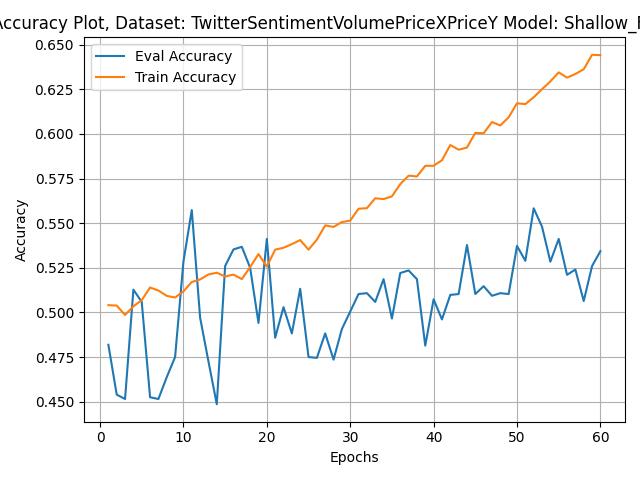 Accuracy Plot, Dataset: TwitterSentimentVolumePriceXPriceY Model: Shallow_
0.650
0.625
0.600
0.575
0.550
0.525
0.500
0.475
0.450
Accuracy
Eval Accuracy
Train Accuracy
0 10 20 30 40 50 60
Epochs